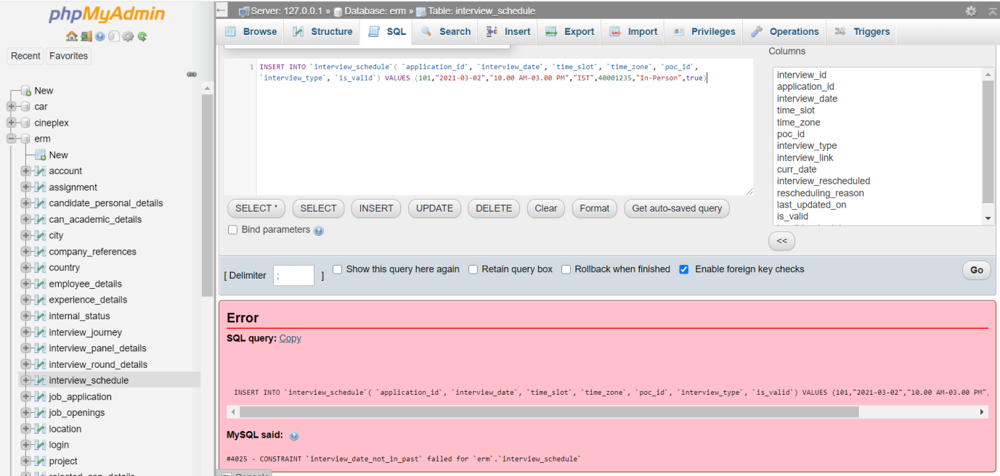 phpMyAdmin
Recent Favorites
New
car
cineplex
erm
New
account
assignment
candidate_personal_details
can_academic_details
city
company_references
country
employee_details
experience_details
internal_status
interview_journey
interview_panel_details
interview_round_details
interview_schedule
job_application
job_openings
location
login
project
rejected_can_details
Server: 127.0.0.1 » Database: erm » Table: interview_schedule
Browse Structure SQL Search Insert Export Import Privileges Operations Triggers
1 INSERT INTO `interview_schedule`( `application_id`, `interview_date`, `time_slot`, `time_zone`, `poc_id`,
`interview_type`, `is_valid`) VALUES (101,"2021-03-02","10.00 AM-03.00 PM","IST",40001235,"In-Person",true)
Columns
interview_id
application_id
interview_date
time_slot
time_zone
poc_id
interview_type
interview_link
curr_date
interview_rescheduled
rescheduling_reason
last_updated_on
is_valid
<<
SELECT * SELECT INSERT UPDATE DELETE Clear Format Get auto-saved query
Bind parameters
[ Delimiter ; ] Show this query here again Retain query box Rollback when finished Enable foreign key checks Go
Error
SQL query: Copy
INSERT INTO `interview_schedule`( `application_id`, `interview_date`, `time_slot`, `time_zone`, `poc_id`, `interview_type`, `is_valid`) VALUES (101,"2021-03-02","10.00 AM-03.00 PM",
MySQL said:
#4025 - CONSTRAINT `interview_date_not_in_past` failed for `erm`.`interview_schedule`
Console